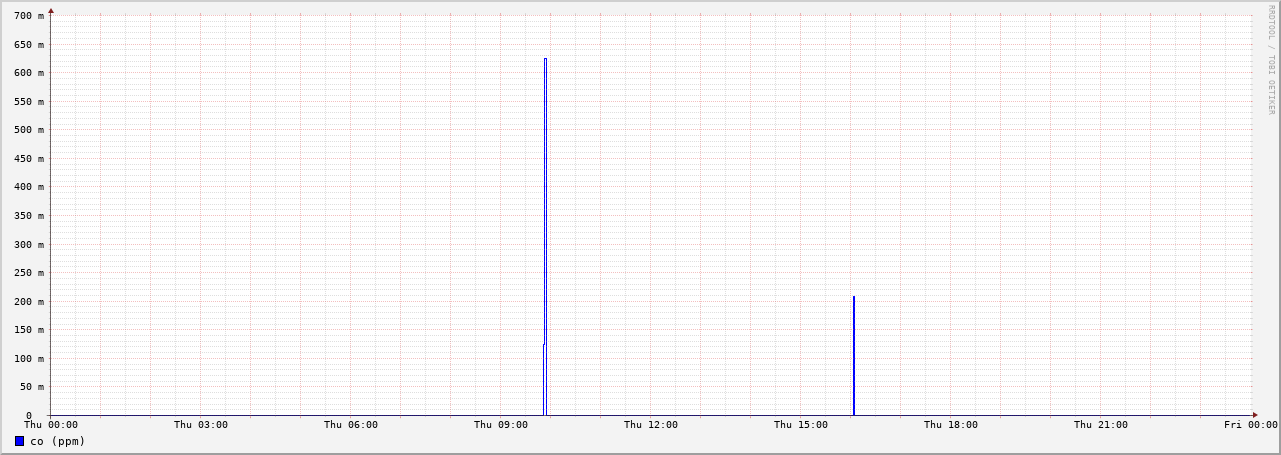 700 m
650 m
600 m
550 m
500 m
450 m
400 m
350 m
300 m
250 m
200 m
150 m
100 m
50 m
0
Thu 00:00 Thu 03:00 Thu 06:00 Thu 09:00 Thu 12:00 Thu 15:00 Thu 18:00 Thu 21:00 Fri 00:00
co (ppm)
RRDTOOL / TOBI OETIKER